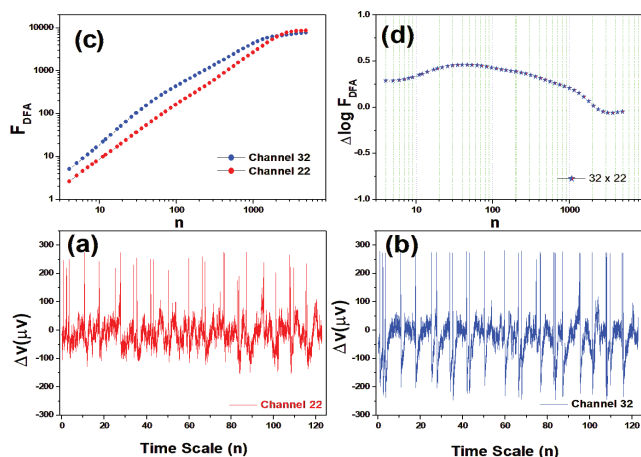 (c)
10000
1000
100
10
1
F_DFA
10 100 1000
n
Channel 32
Channel 22
(d)
1.0
0.5
0.0
-0.5
-1.0
Δlog F_DFA
10 100 1000
n
32 x 22
(a)
300
200
100
0
-100
-200
-300
Δv(μv)
0 20 40 60 80 100 120
Channel 22
Time Scale (n)
(b)
300
200
100
0
-100
-200
-300
Δv(μv)
0 20 40 60 80 100 120
Channel 32
Time Scale (n)